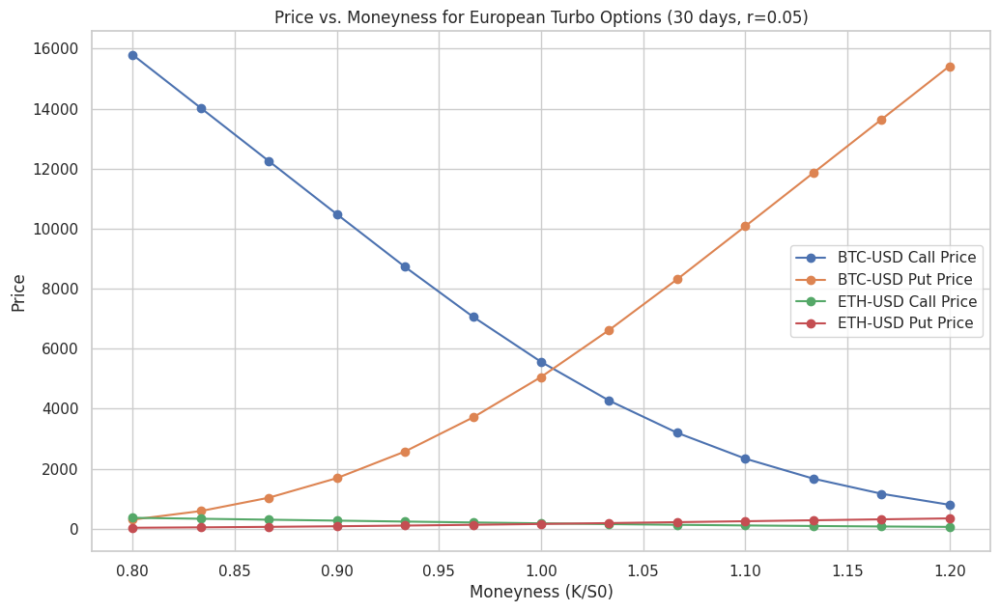 Price vs. Moneyness for European Turbo Options (30 days, r=0.05)
16000
14000
12000
10000
8000
6000
4000
2000
0
Price
BTC-USD Call Price
BTC-USD Put Price
ETH-USD Call Price
ETH-USD Put Price
0.80 0.85 0.90 0.95 1.00 1.05 1.10 1.15 1.20
Moneyness (K/S0)